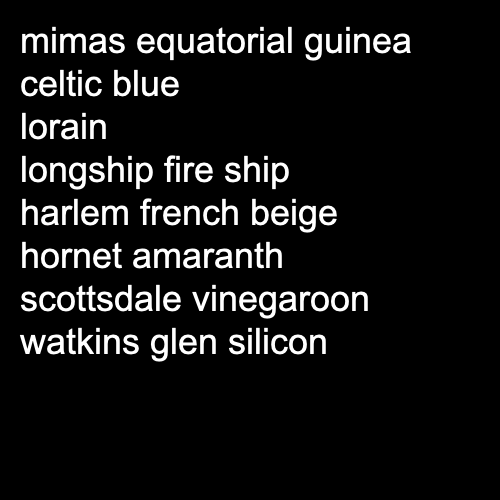 mimas equatorial guinea
celtic blue
lorain
longship fire ship
harlem french beige
hornet amaranth
scottsdale vinegaroon
watkins glen silicon